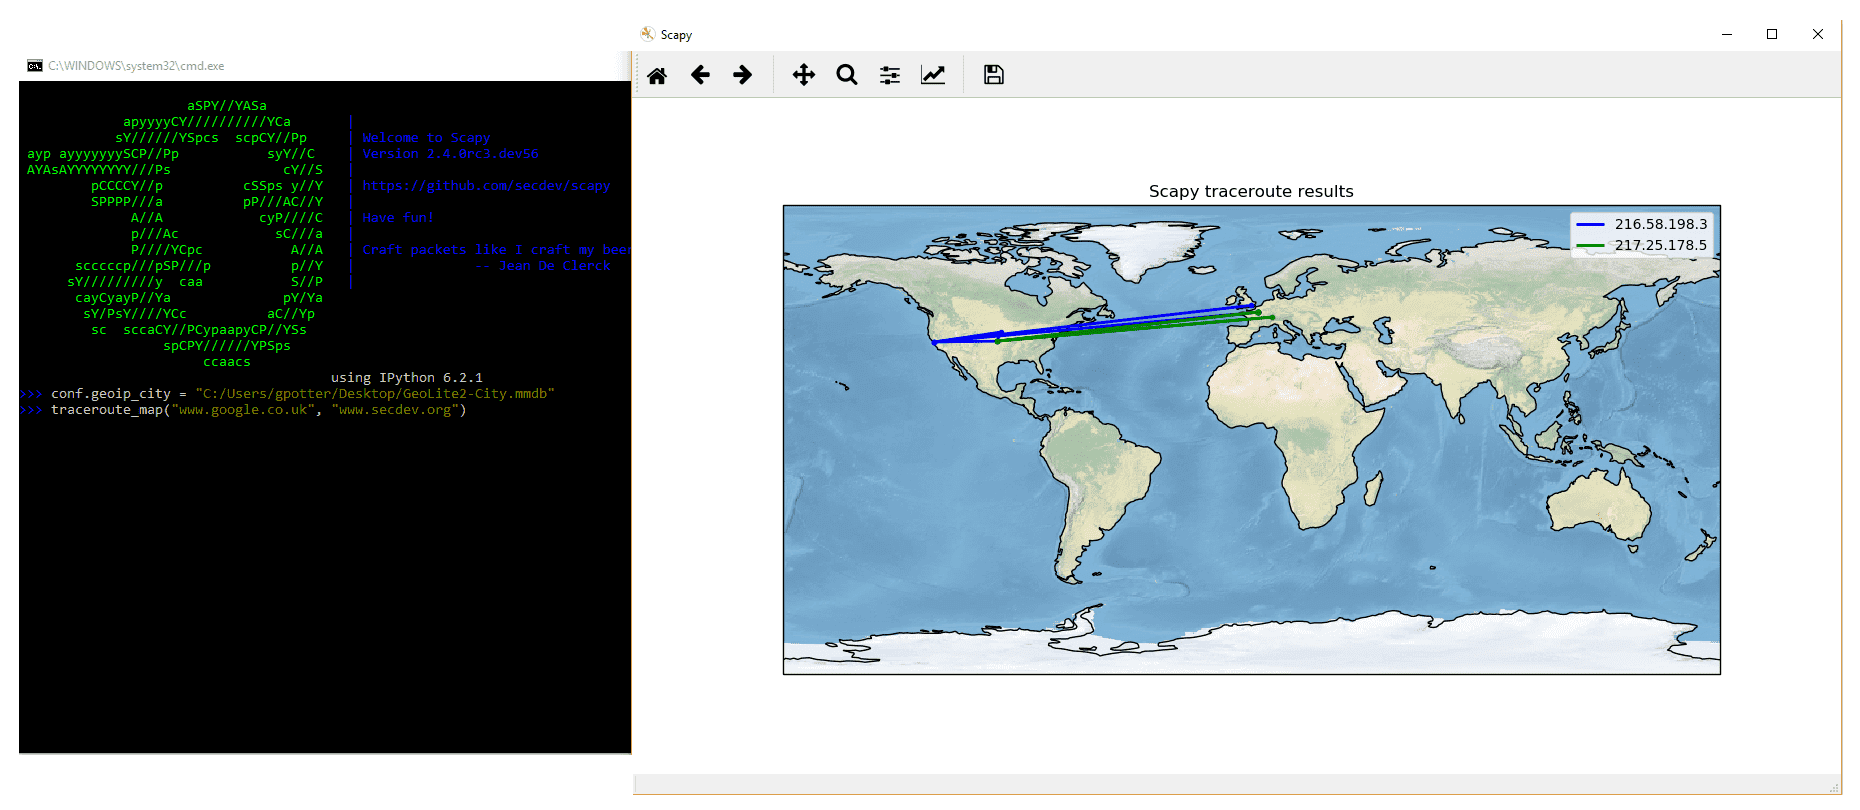 C:\WINDOWS\system32\cmd.exe
aSPY//YASa
apyyyyCY//////////YCa       |
sY//////YSpcs  scpCY//Pp     | Welcome to Scapy
ayp ayyyyyyySCP//Pp           syY//C    | Version 2.4.0rc3.dev56
AYAsAYYYYYYYY///Ps              cY//S   |
pCCCCY//p          cSSps y//Y   | https://github.com/secdev/scapy
SPPPP///a          pP///AC//Y   |
A//A            cyP////C   | Have fun!
p///Ac            sC///a   |
P////YCpc           A//A   | Craft packets like I craft my beer
scccccp///pSP///p          p//Y   |               -- Jean De Clerck
sY/////////y  caa           S//P   |
cayCyayP//Ya              pY/Ya
sY/PsY////YCc          aC//Yp
sc  sccaCY//PCypaapyCP//YSs
spCPY//////YPSps
ccaacs
using IPython 6.2.1
>>> conf.geoip_city = "C:/Users/gpotter/Desktop/GeoLite2-City.mmdb"
>>> traceroute_map("www.google.co.uk", "www.secdev.org")
Scapy
Scapy traceroute results
216.58.198.3
217.25.178.5